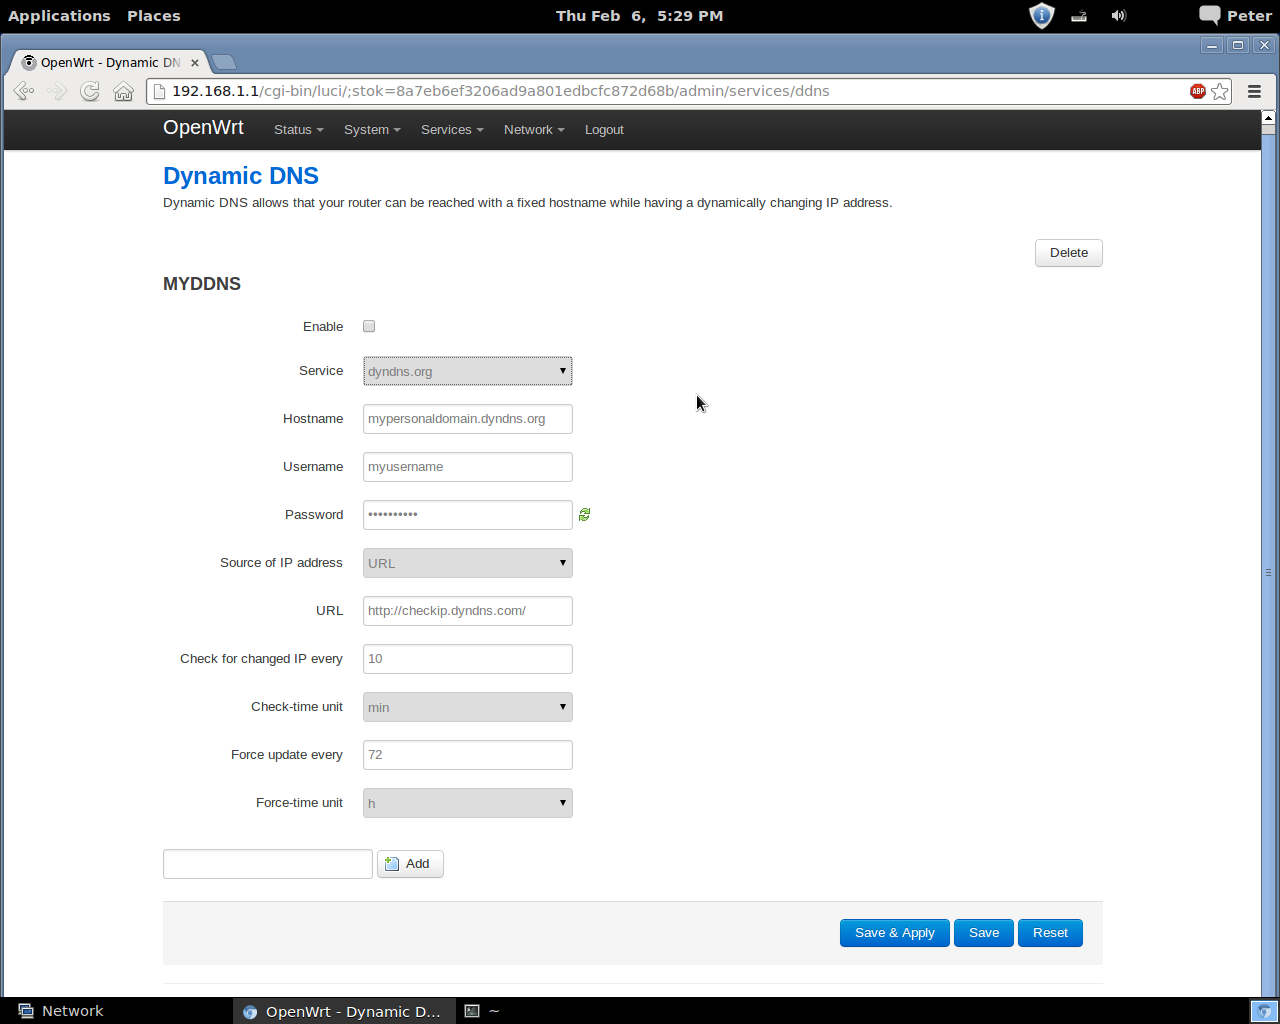 Applications Places Thu Feb 6, 5:29 PM Peter
OpenWrt - Dynamic DN
192.168.1.1/cgi-bin/luci/;stok=8a7eb6ef3206ad9a801edbcfc872d68b/admin/services/ddns ABP
OpenWrt Status System Services Network Logout
Dynamic DNS
Dynamic DNS allows that your router can be reached with a fixed hostname while having a dynamically changing IP address.
Delete
MYDDNS
Enable
Service dyndns.org
Hostname mypersonaldomain.dyndns.org
Username myusername
Password ••••••••••
Source of IP address URL
URL http://checkip.dyndns.com/
Check for changed IP every 10
Check-time unit min
Force update every 72
Force-time unit h
Add
Save & Apply Save Reset
Network OpenWrt - Dynamic D... ~